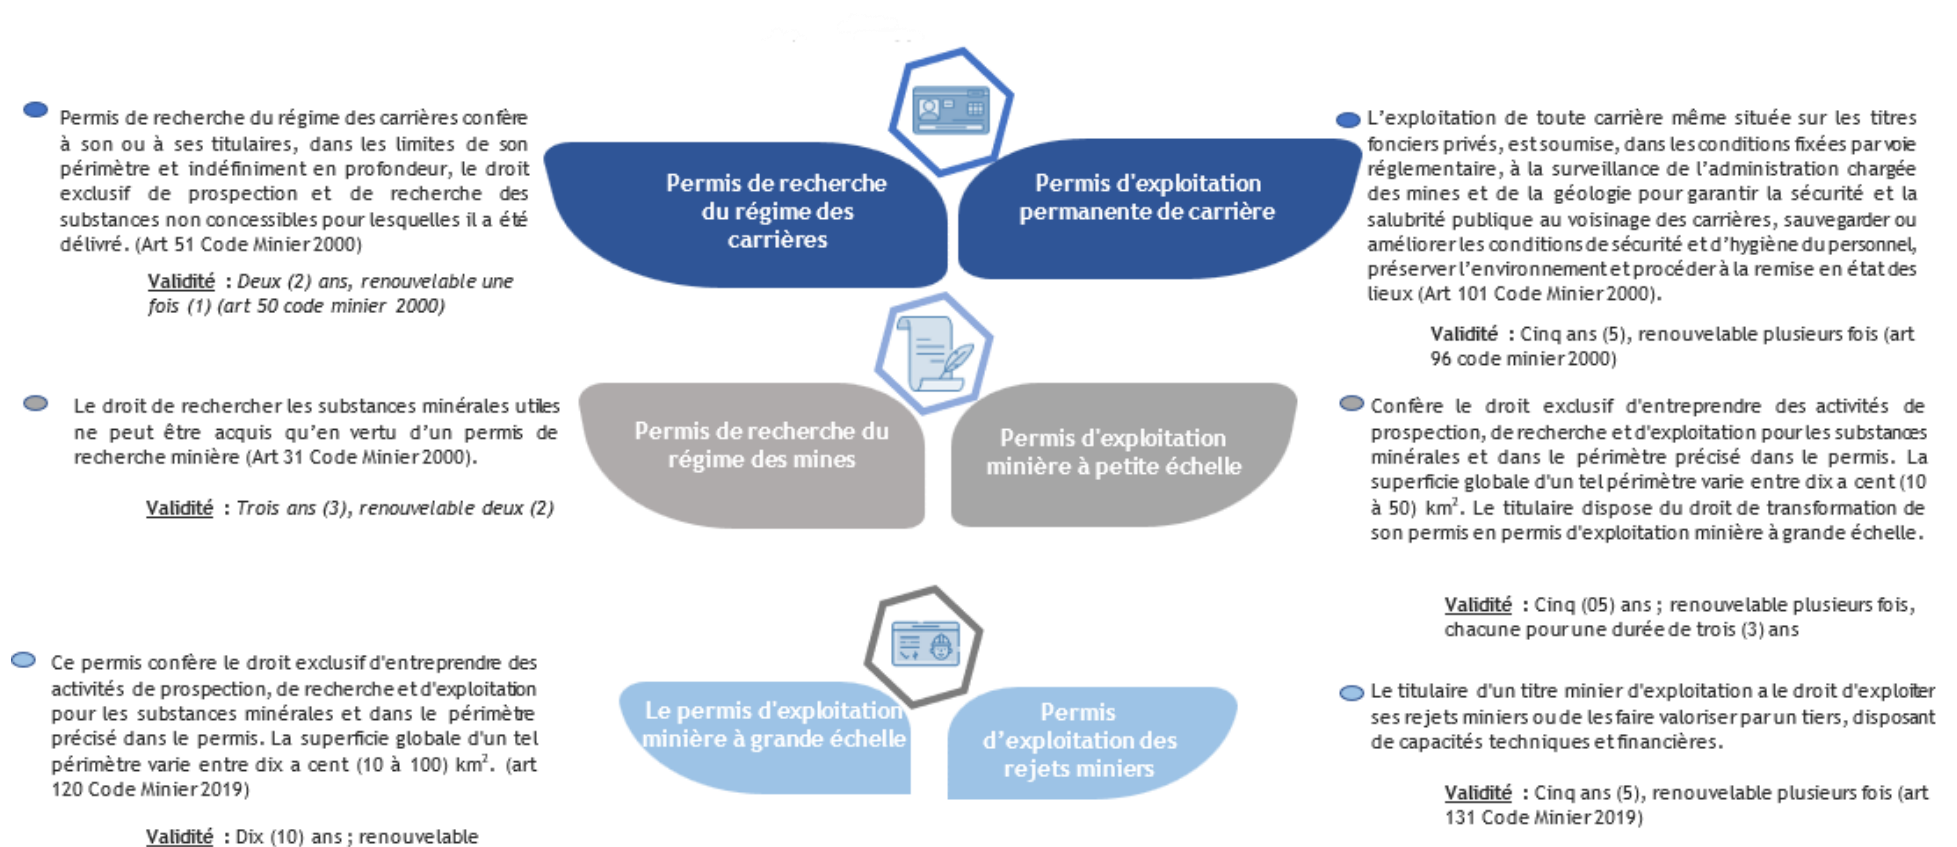 Permis de recherche du régime des carrières confère
à son ou à ses titulaires, dans les limites de son
périmètre et indéfiniment en profondeur, le droit
exclusif de prospection et de recherche des
substances non concessibles pour lesquelles il a été
délivré. (Art 51 Code Minier 2000)
Validité : Deux (2) ans, renouvelable une
fois (1) (art 50 code minier 2000)
Permis de recherche
du régime des
carrières
Permis d'exploitation
permanente de carrière
L'exploitation de toute carrière même située sur les titres
fonciers privés, est soumise, dans les conditions fixées par voie
réglementaire, à la surveillance de l'administration chargée
des mines et de la géologie pour garantir la sécurité et la
salubrité publique au voisinage des carrières, sauvegarder ou
améliorer les conditions de sécurité et d'hygiène du personnel,
préserver l'environnement et procéder à la remise en état des
lieux (Art 101 Code Minier 2000).
Validité : Cinq ans (5), renouvelable plusieurs fois (art
96 code minier 2000)
Le droit de rechercher les substances minérales utiles
ne peut être acquis qu'en vertu d'un permis de
recherche minière (Art 31 Code Minier 2000).
Validité : Trois ans (3), renouvelable deux (2)
Permis de recherche du
régime des mines
Permis d'exploitation
minière à petite échelle
Confère le droit exclusif d'entreprendre des activités de
prospection, de recherche et d'exploitation pour les substances
minérales et dans le périmètre précisé dans le permis. La
superficie globale d'un tel périmètre varie entre dix a cent (10
à 50) km². Le titulaire dispose du droit de transformation de
son permis en permis d'exploitation minière à grande échelle.
Validité : Cinq (05) ans ; renouvelable plusieurs fois,
chacune pour une durée de trois (3) ans
Ce permis confère le droit exclusif d'entreprendre des
activités de prospection, de recherche et d'exploitation
pour les substances minérales et dans le périmètre
précisé dans le permis. La superficie globale d'un tel
périmètre varie entre dix a cent (10 à 100) km². (art
120 Code Minier 2019)
Validité : Dix (10) ans ; renouvelable
Le permis d'exploitation
minière à grande échelle
Permis
d'exploitation des
rejets miniers
Le titulaire d'un titre minier d'exploitation a le droit d'exploiter
ses rejets miniers ou de les faire valoriser par un tiers, disposant
de capacités techniques et financières.
Validité : Cinq ans (5), renouvelable plusieurs fois (art
131 Code Minier 2019)